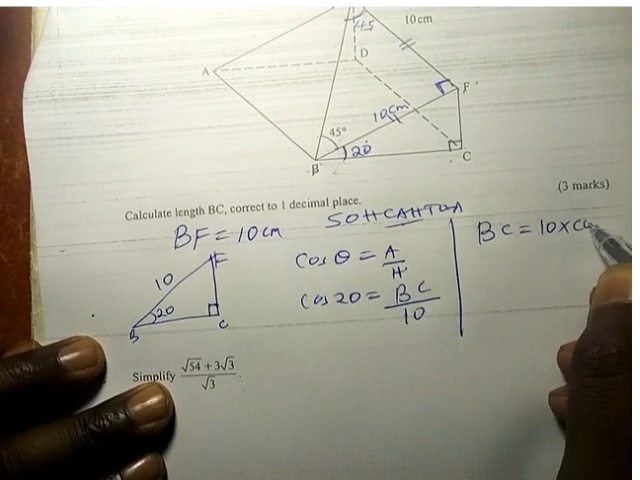 45
10cm
A
D
F
10cm
45°
20
B
C
(3 marks)
Calculate length BC, correct to 1 decimal place.
BF = 10cm
SOHCAHTOA
BC = 10 × Co
F
10
20
B
C
Cos θ = A/H
Cos 20 = BC/10
Simplify (√54 + 3√3)/√3.